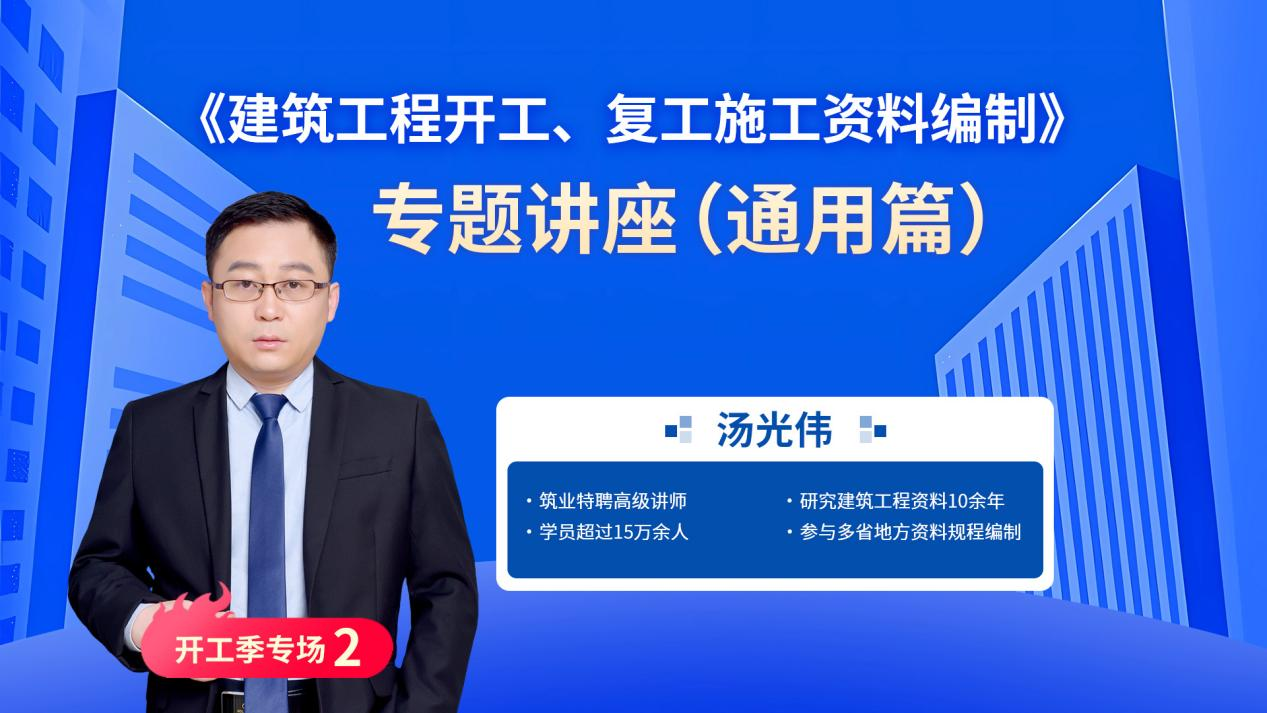 《建筑工程开工、复工施工资料编制》
专题讲座（通用篇）
汤光伟
·筑业特聘高级讲师
·研究建筑工程资料10余年
·学员超过15万余人
·参与多省地方资料规程编制
开工季专场2